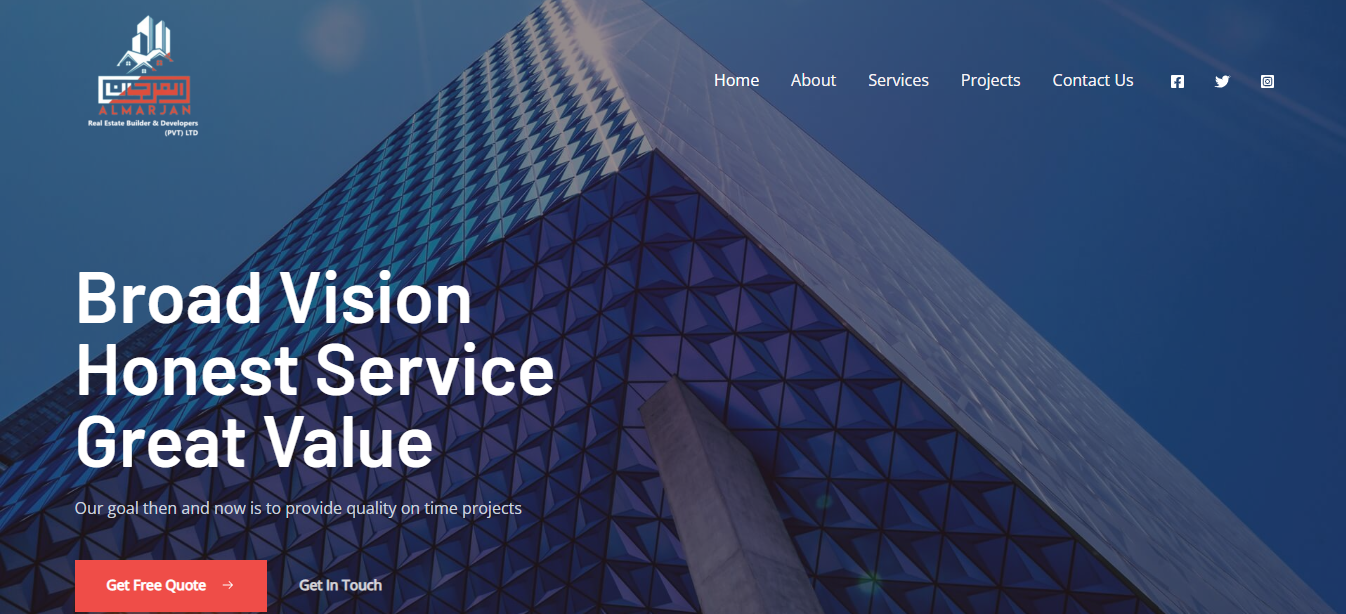 المرجان
ALMARJAN
Real Estate Builder & Developers
(PVT) LTD
Home About Services Projects Contact Us
Broad Vision
Honest Service
Great Value
Our goal then and now is to provide quality on time projects
Get Free Quote → Get In Touch